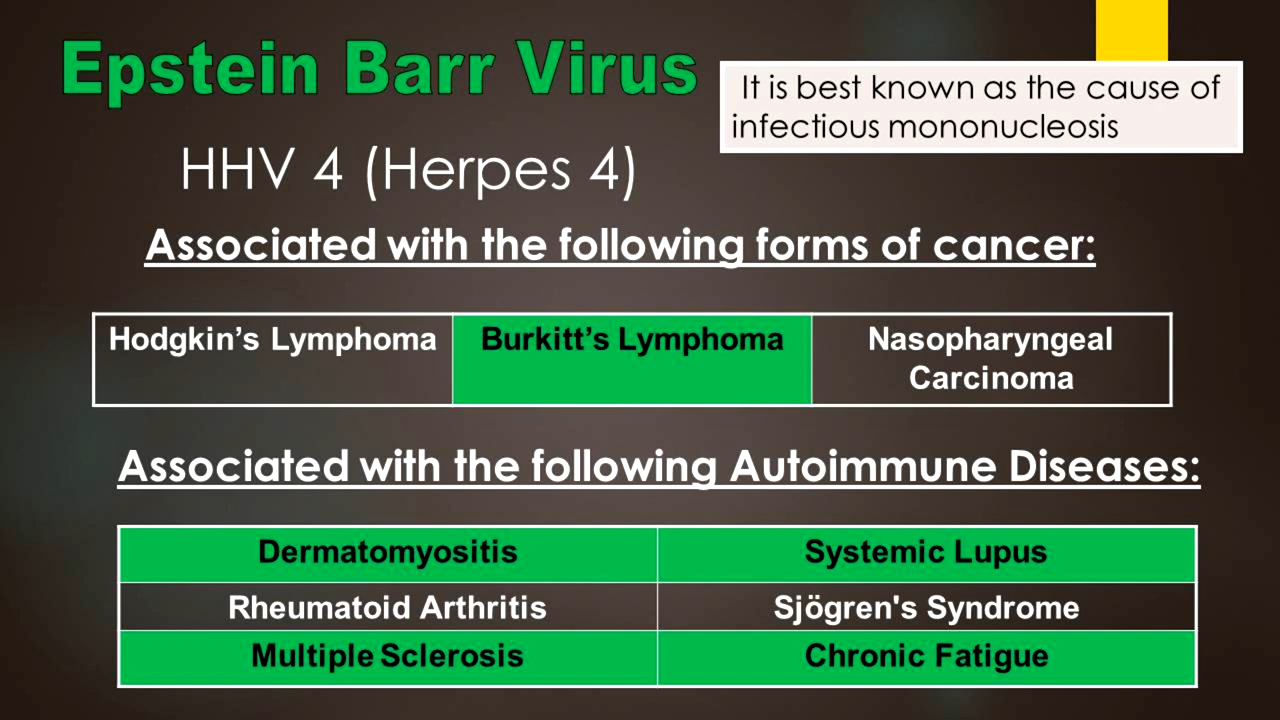 Epstein Barr Virus
It is best known as the cause of
infectious mononucleosis
HHV 4 (Herpes 4)
Associated with the following forms of cancer:
Hodgkin’s Lymphoma Burkitt’s Lymphoma Nasopharyngeal
Carcinoma
Associated with the following Autoimmune Diseases:
Dermatomyositis Systemic Lupus
Rheumatoid Arthritis Sjögren's Syndrome
Multiple Sclerosis Chronic Fatigue